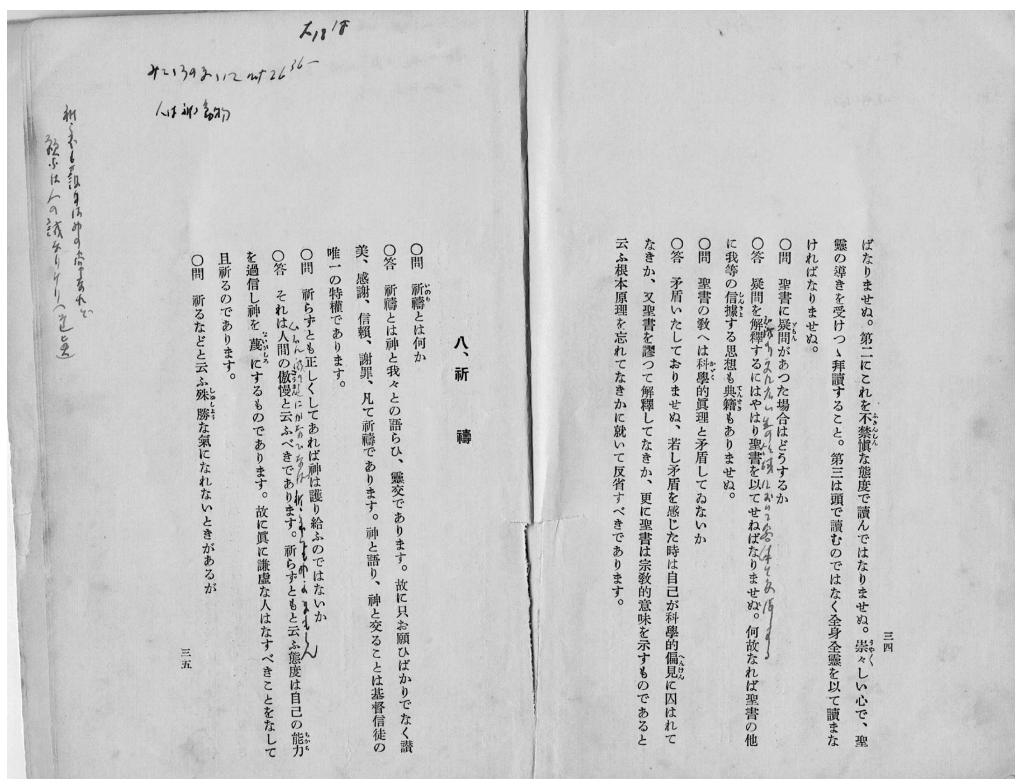 ばなりませぬ。第二にこれを不禁愼な態度で讀んではなりませぬ。崇々しい心で、聖
靈の導きを受けつゝ拜讀すること。第三は頭で讀むのではなく全身全靈を以て讀まな
ければなりませぬ。
〇問　聖書に疑問があつた場合はどうするか
〇答　疑問を解釋するにはやはり聖書を以てせねばなりませぬ。何故なれば聖書の他
に我等の信據する思想も典籍もありませぬ。
〇問　聖書の敎へは科學的眞理と矛盾してゐないか
〇答　矛盾いたしておりませぬ、若し矛盾を感じた時は自己が科學的偏見に囚はれて
なきか、又聖書を謬つて解釋してなきか、更に聖書は宗敎的意味を示すものであると
云ふ根本原理を忘れてなきかに就いて反省すべきであります。
三四
八、祈　禱
〇問　祈禱とは何か
〇答　祈禱とは神と我々との語らひ、靈交であります。故に只お願ひばかりでなく讃
美、感謝、信賴、謝罪、凡て祈禱であります。神と語り、神と交ることは基督信徒の
唯一の特權であります。
〇問　祈らずとも正しくしてあれば神は護り給ふのではないか
〇答　それは人間の傲慢と云ふべきであります。祈らずともと云ふ態度は自己の能力
を過信し神を蔑にするものであります。故に眞に謙虛な人はなすべきことをなして
且祈るのであります。
〇問　祈るなどと云ふ殊勝な氣になれないときがあるが
三五